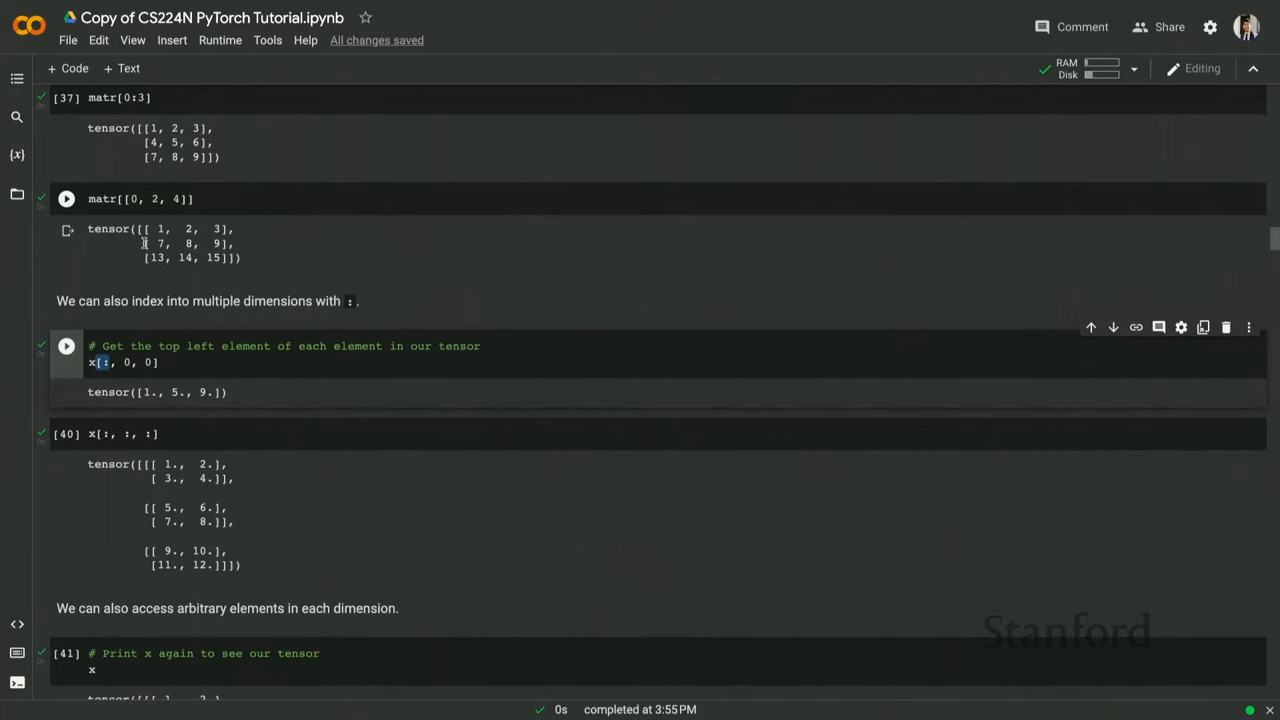 Copy of CS224N PyTorch Tutorial.ipynb
Comment
Share
File Edit View Insert Runtime Tools Help All changes saved
+ Code + Text
RAM
Disk
Editing
[37] matr[0:3]
tensor([[1, 2, 3],
[4, 5, 6],
[7, 8, 9]])
matr[[0, 2, 4]]
tensor([[ 1, 2, 3],
[ 7, 8, 9],
[13, 14, 15]])
We can also index into multiple dimensions with : .
# Get the top left element of each element in our tensor
x[:, 0, 0]
tensor([1., 5., 9.])
[40] x[:, :, :]
tensor([[[ 1., 2.],
[ 3., 4.]],
[[ 5., 6.],
[ 7., 8.]],
[[ 9., 10.],
[11., 12.]]])
We can also access arbitrary elements in each dimension.
Stanford
[41] # Print x again to see our tensor
x
tensor([[[ 1., 2.],
0s completed at 3:55PM